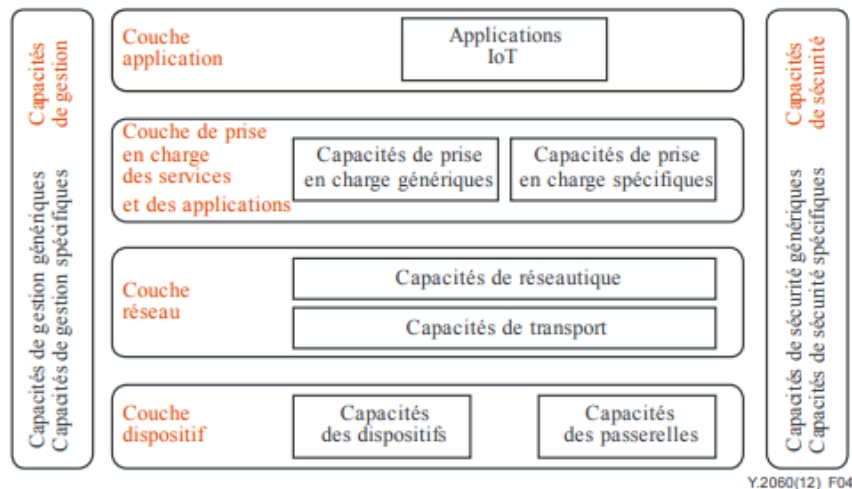 Capacités
de gestion
Capacités de gestion génériques
Capacités de gestion spécifiques
Couche
application
Applications
IoT
Couche de prise
en charge
des services
et des applications
Capacités de prise
en charge génériques
Capacités de prise
en charge spécifiques
Couche
réseau
Capacités de réseautique
Capacités de transport
Couche
dispositif
Capacités
des dispositifs
Capacités
des passerelles
Capacités
de sécurité
Capacités de sécurité génériques
Capacités de sécurité spécifiques
Y.2060(12)_F04